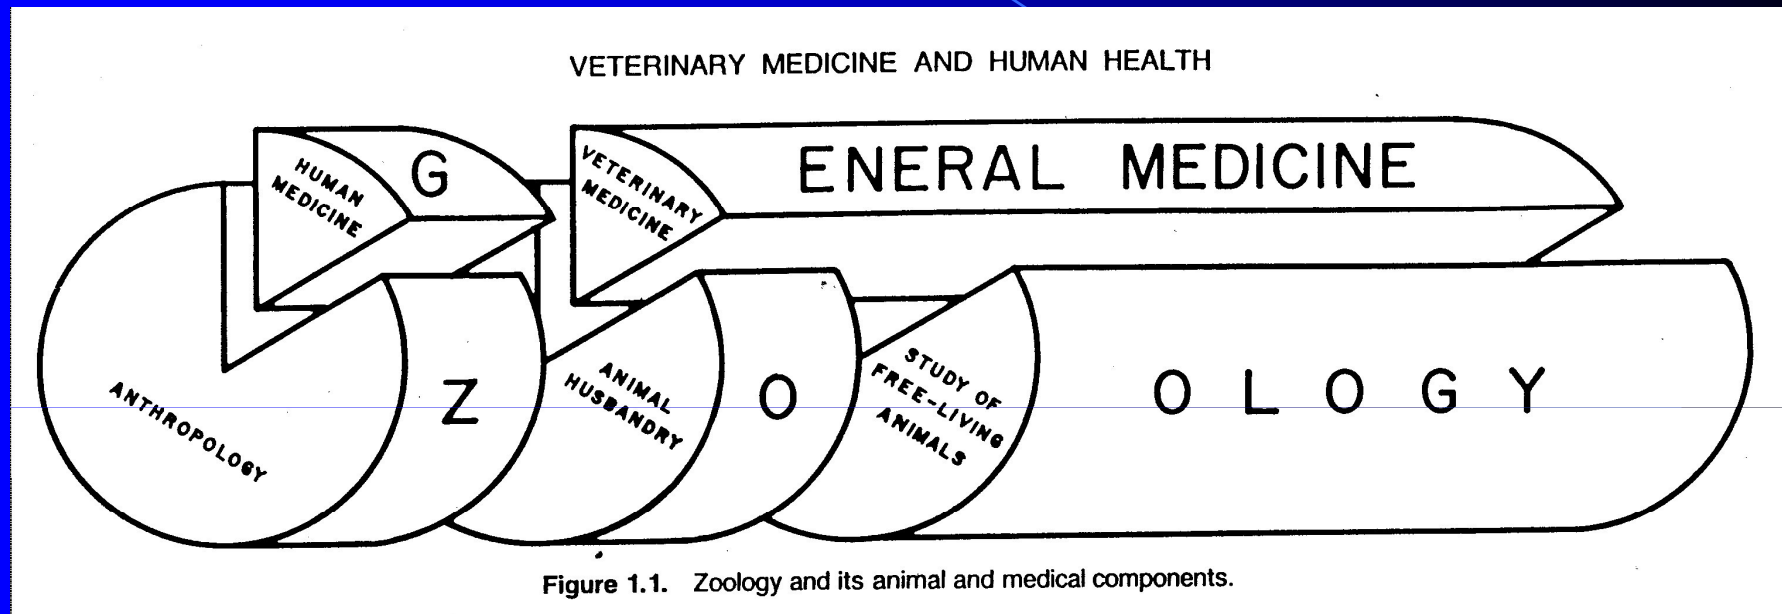 VETERINARY MEDICINE AND HUMAN HEALTH
HUMAN
MEDICINE
G
VETERINARY
MEDICINE
ENERAL MEDICINE
ANTHROPOLOGY
Z
ANIMAL
HUSBANDRY
O
STUDY OF
FREE-LIVING
ANIMALS
O L O G Y
Figure 1.1. Zoology and its animal and medical components.